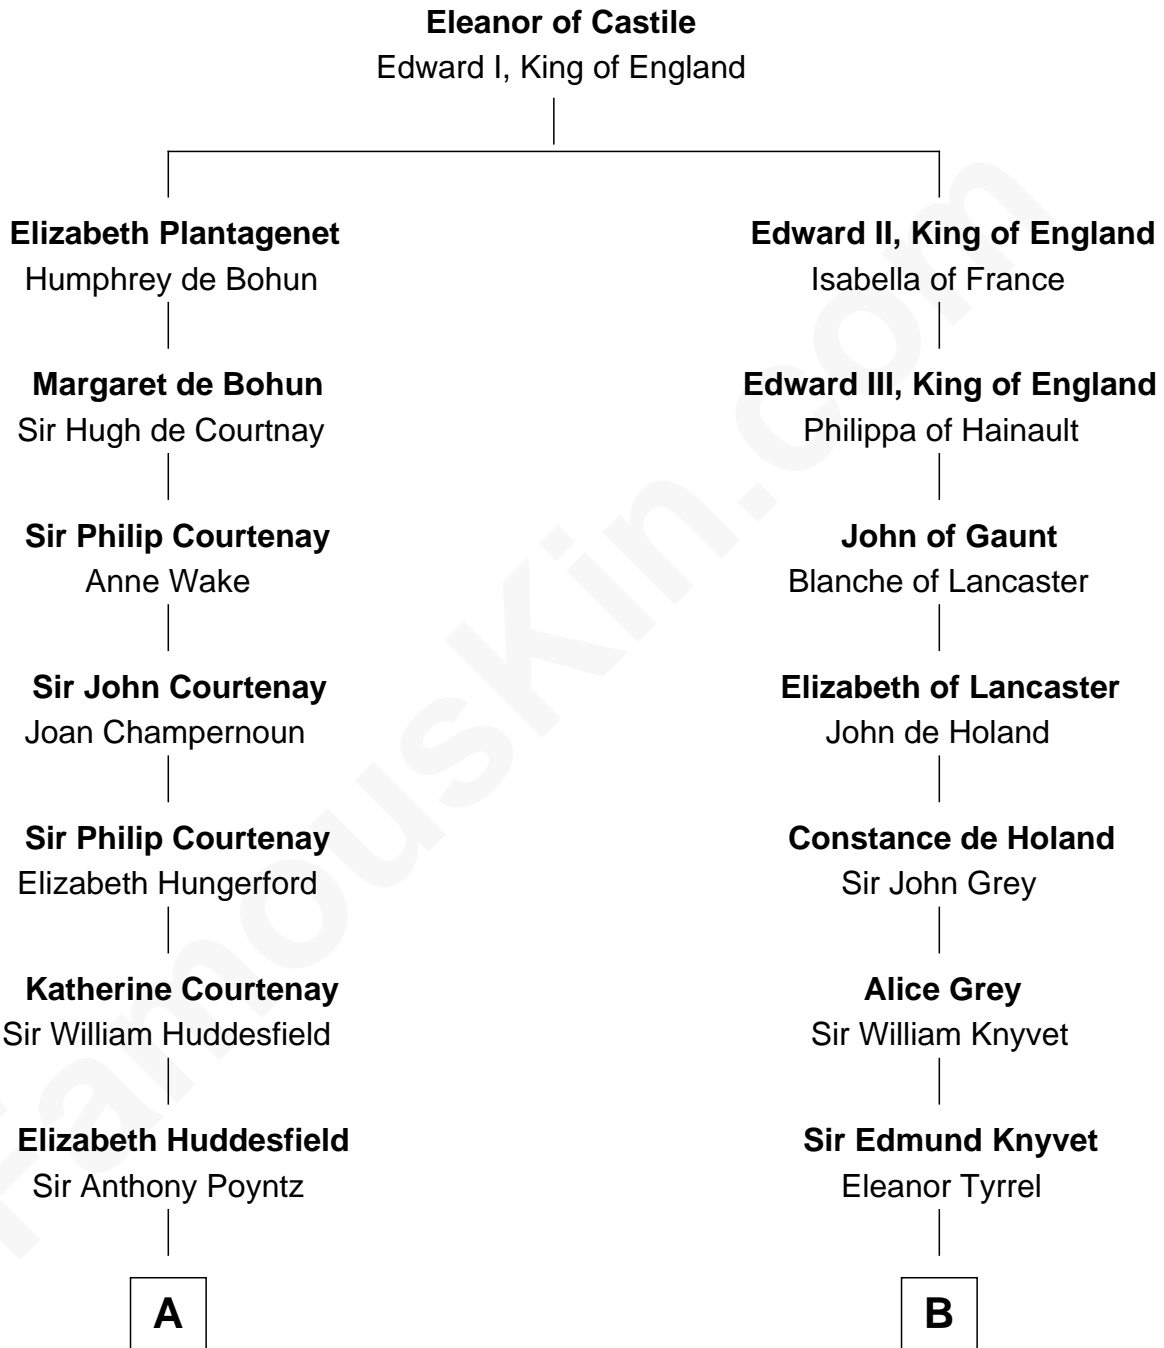 Eleanor of Castile
Edward I, King of England
Elizabeth Plantagenet
Humphrey de Bohun
Edward II, King of England
Isabella of France
Margaret de Bohun
Sir Hugh de Courtnay
Edward III, King of England
Philippa of Hainault
Sir Philip Courtenay
Anne Wake
John of Gaunt
Blanche of Lancaster
Sir John Courtenay
Joan Champernoun
Elizabeth of Lancaster
John de Holand
Sir Philip Courtenay
Elizabeth Hungerford
Constance de Holand
Sir John Grey
Katherine Courtenay
Sir William Huddesfield
Alice Grey
Sir William Knyvet
Elizabeth Huddesfield
Sir Anthony Poyntz
Sir Edmund Knyvet
Eleanor Tyrrel
A
B
FamousKin.com